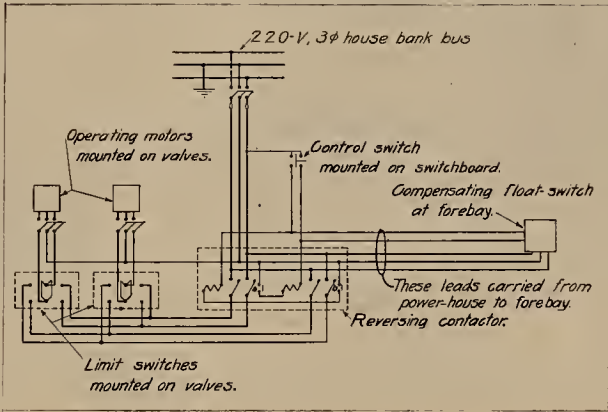 220-V, 3φ house bank bus
Operating motors
mounted on valves.
Control switch
mounted on switchboard.
Compensating float-switch
at forebay.
These leads carried from
power-house to forebay.
Reversing contactor.
Limit switches
mounted on valves.